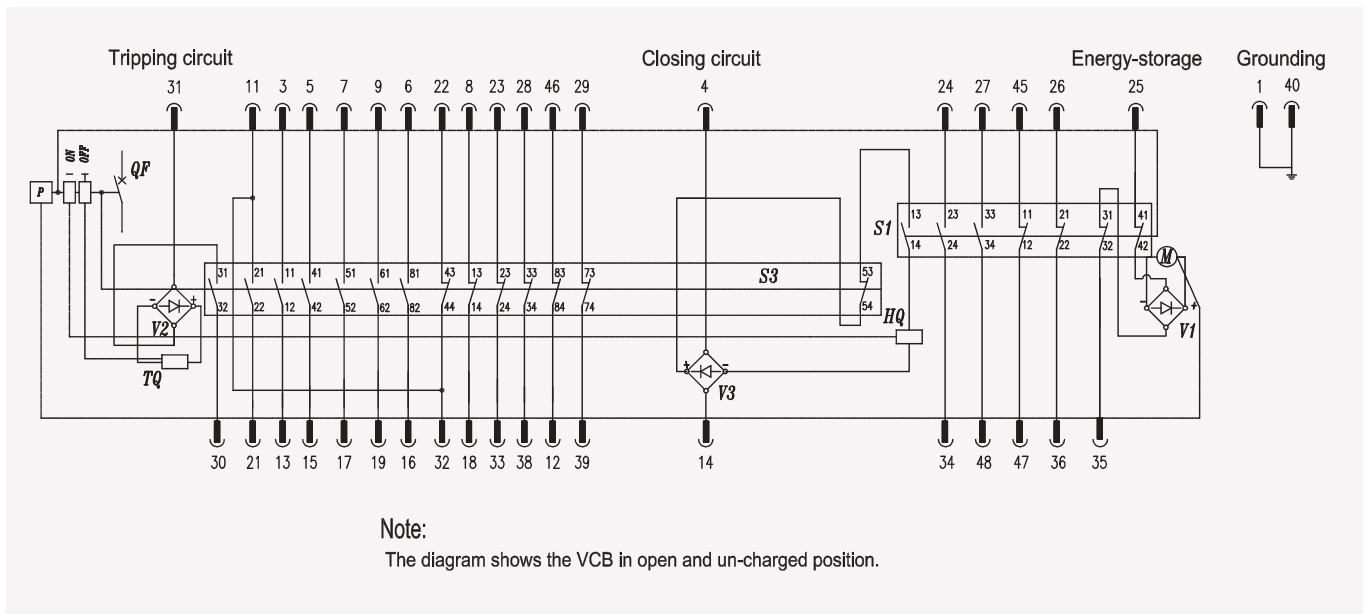 Tripping circuit Closing circuit Energy-storage Grounding
31 11 3 5 7 9 6 22 8 23 28 46 29 4 24 27 45 26 25 1 40
ON OFF QF
P
S1 13 23 33 11 21 31 41
14 24 34 12 22 32 42
M
31 21 11 41 51 61 81 43 13 23 33 83 73 S3 53
32 22 12 42 52 62 82 44 14 24 34 84 74 54
- + V2 HQ - + V1
TQ + - V3
30 21 13 15 17 19 16 32 18 33 38 12 39 14 34 48 47 36 35
Note:
The diagram shows the VCB in open and un-charged position.